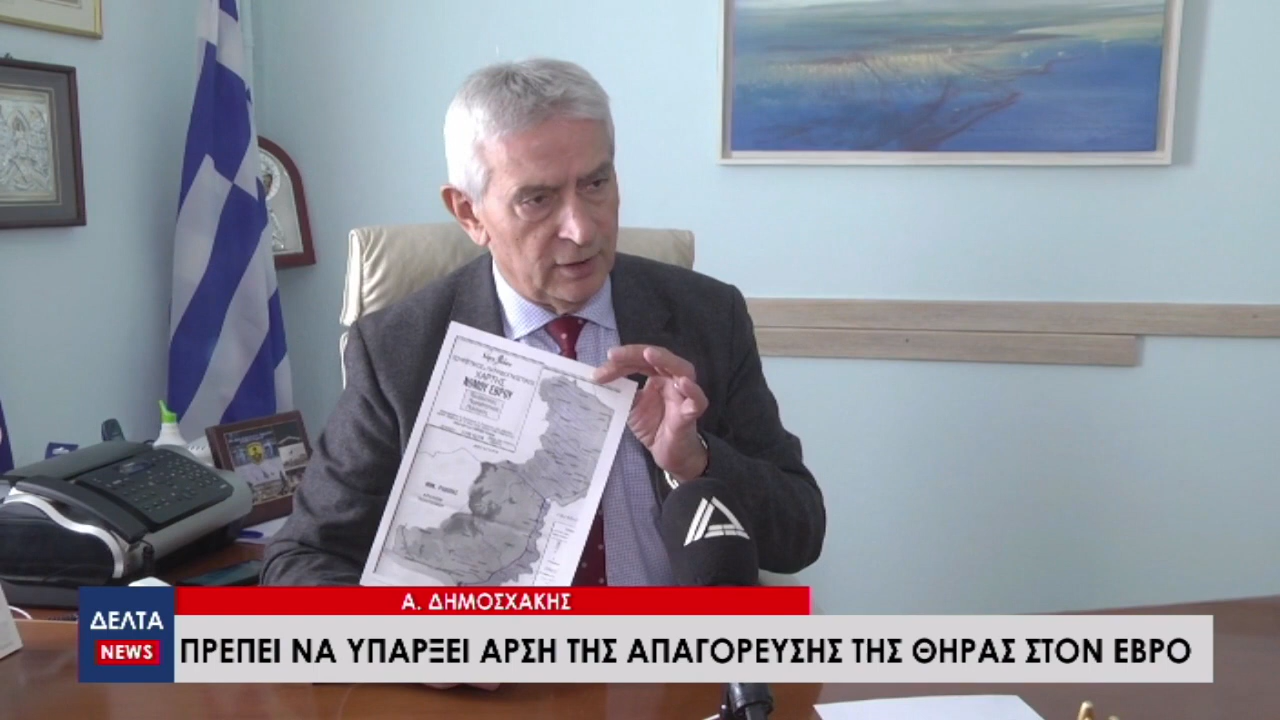 ΧΑΡΤΗΣ
ΝΟΜΟΥ ΕΒΡΟΥ
Α. ΔΗΜΟΣΧΑΚΗΣ
ΔΕΛΤΑ
NEWS
ΠΡΕΠΕΙ ΝΑ ΥΠΑΡΞΕΙ ΑΡΣΗ ΤΗΣ ΑΠΑΓΟΡΕΥΣΗΣ ΤΗΣ ΘΗΡΑΣ ΣΤΟΝ ΕΒΡΟ